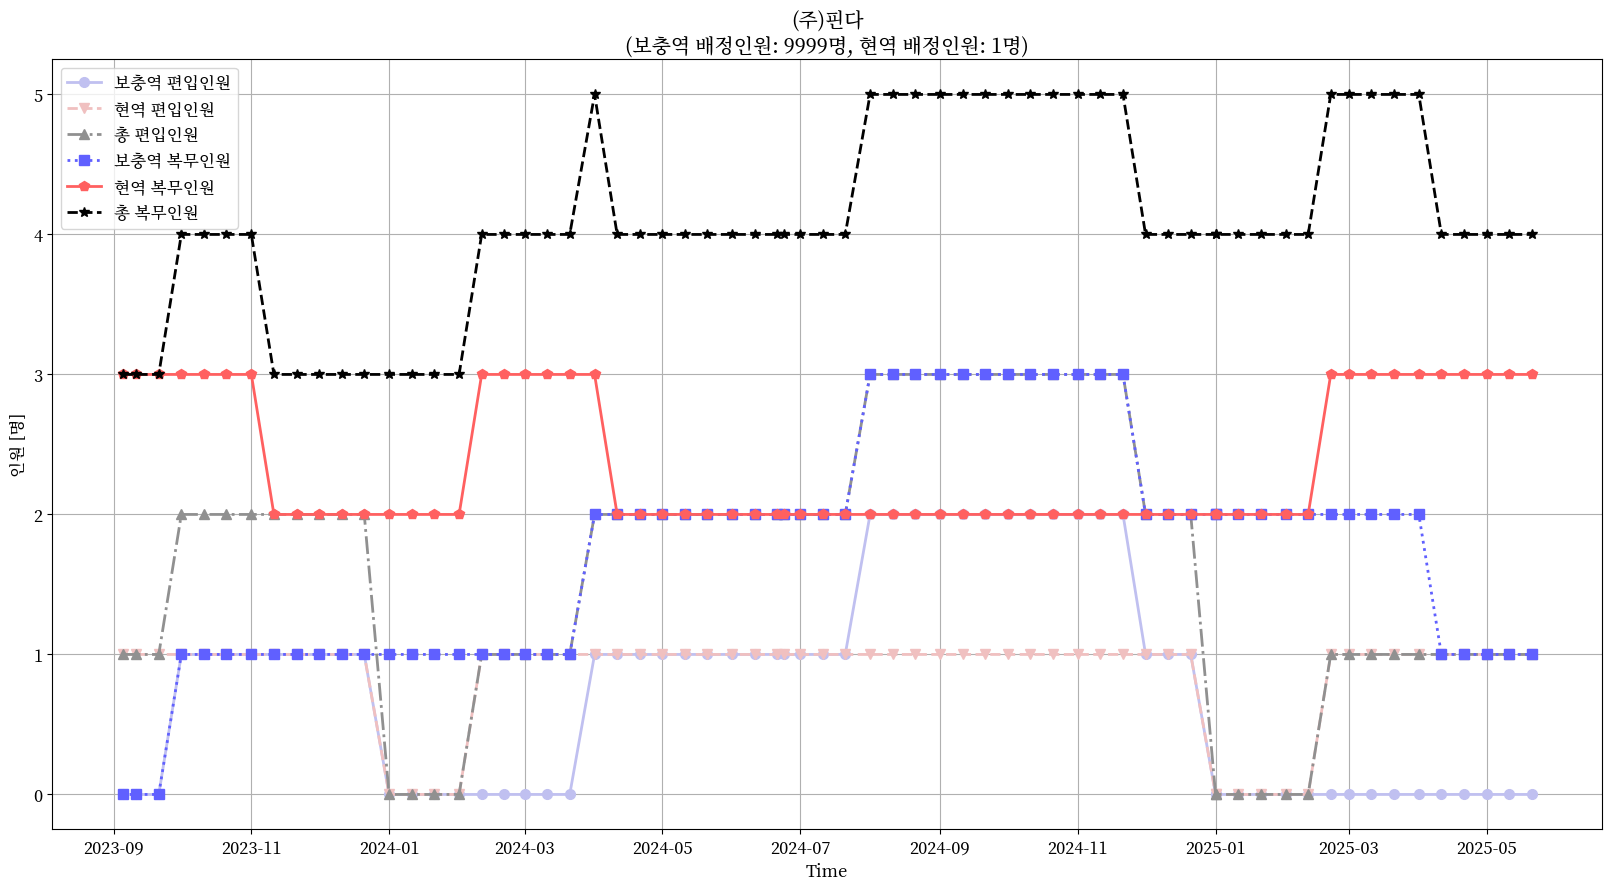 (주)핀다
(보충역 배정인원: 9999명, 현역 배정인원: 1명)
보충역 편입인원
현역 편입인원
총 편입인원
보충역 복무인원
현역 복무인원
총 복무인원
인원 [명]
5
4
3
2
1
0
2023-09
2023-11
2024-01
2024-03
2024-05
2024-07
2024-09
2024-11
2025-01
2025-03
2025-05
Time